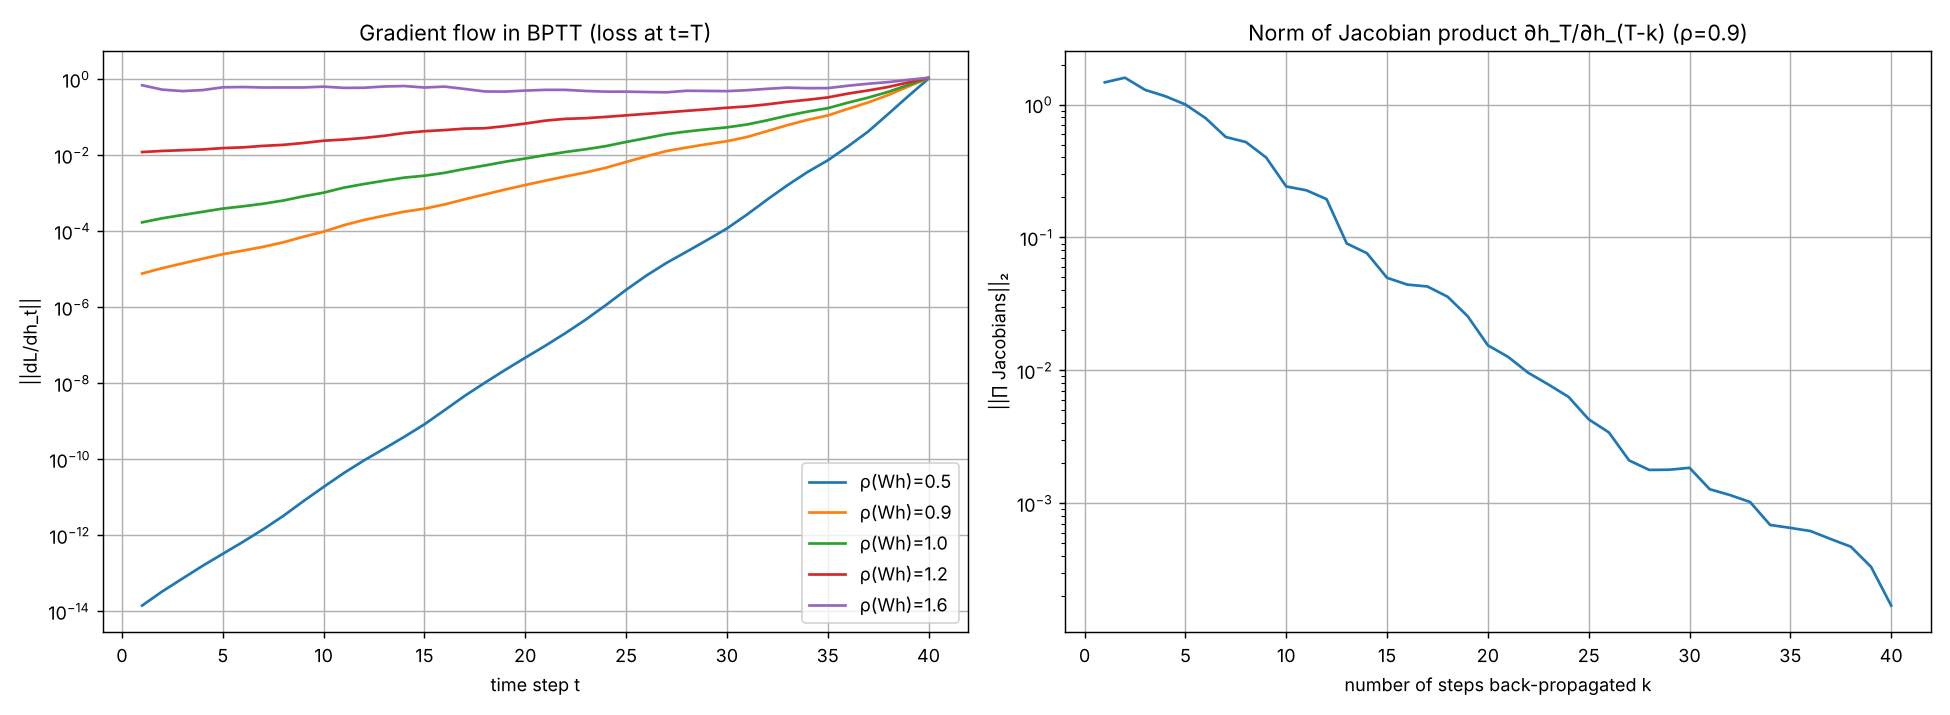 Gradient flow in BPTT (loss at t=T)
||dL/dh_t||
10⁰
10⁻²
10⁻⁴
10⁻⁶
10⁻⁸
10⁻¹⁰
10⁻¹²
10⁻¹⁴
ρ(Wh)=0.5
ρ(Wh)=0.9
ρ(Wh)=1.0
ρ(Wh)=1.2
ρ(Wh)=1.6
0 5 10 15 20 25 30 35 40
time step t
Norm of Jacobian product ∂h_T/∂h_(T-k) (ρ=0.9)
||∏ Jacobians||₂
10⁰
10⁻¹
10⁻²
10⁻³
0 5 10 15 20 25 30 35 40
number of steps back-propagated k